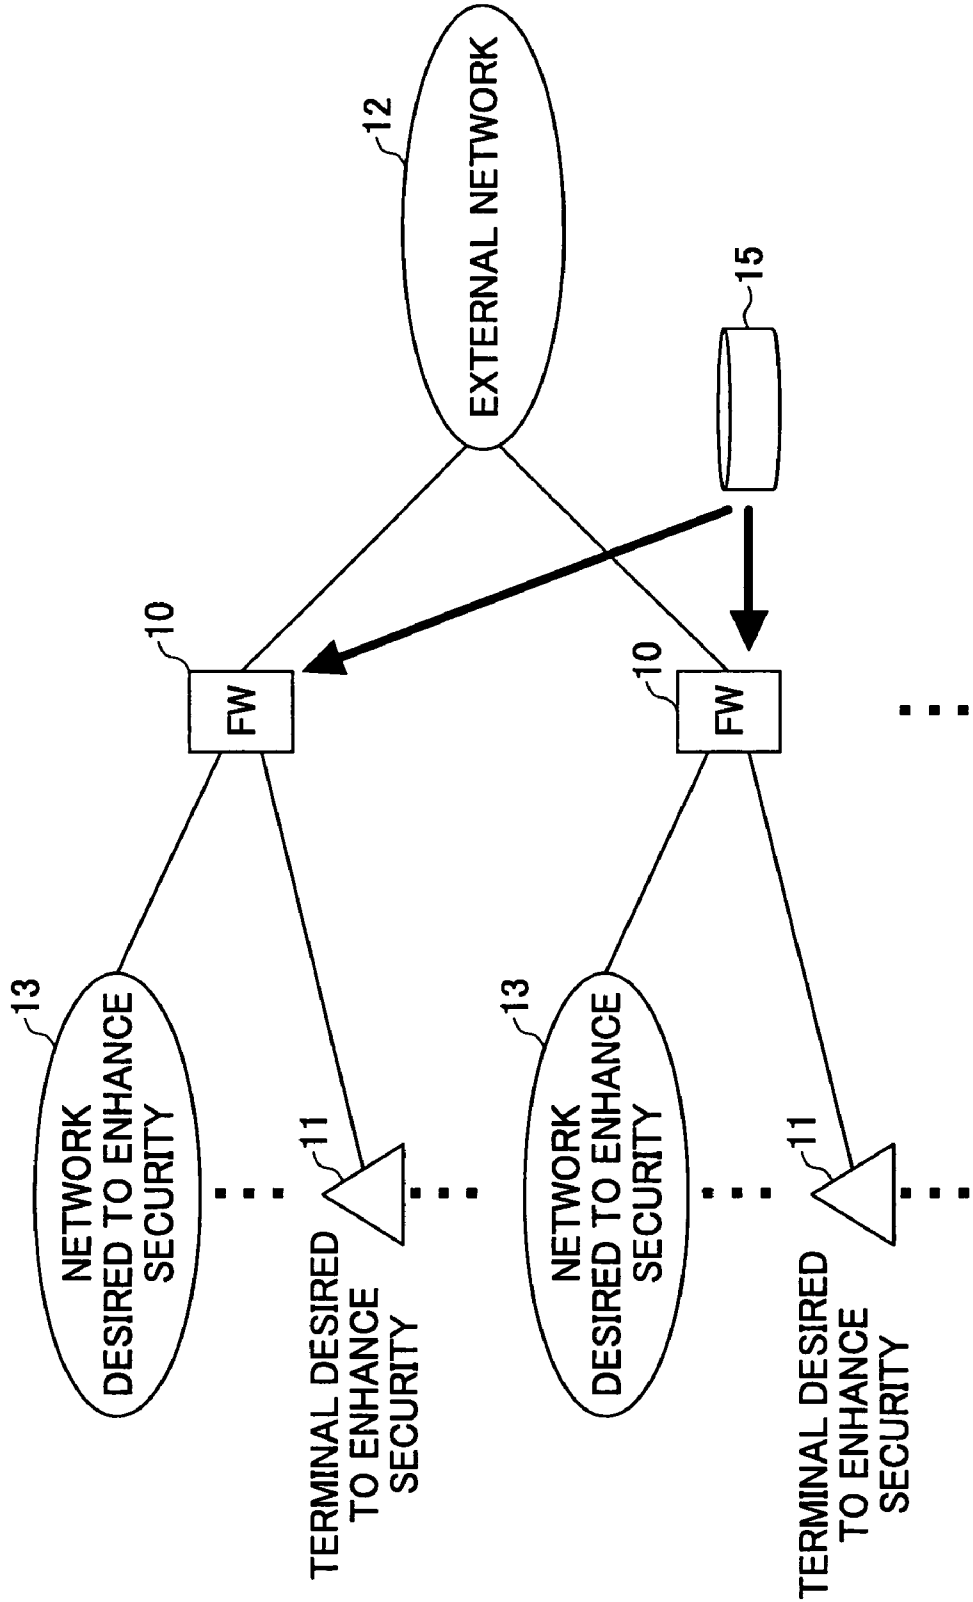 13
NETWORK
DESIRED TO ENHANCE
SECURITY
10
FW
12
EXTERNAL NETWORK
11
TERMINAL DESIRED
TO ENHANCE
SECURITY
13
NETWORK
DESIRED TO ENHANCE
SECURITY
10
FW
15
11
TERMINAL DESIRED
TO ENHANCE
SECURITY